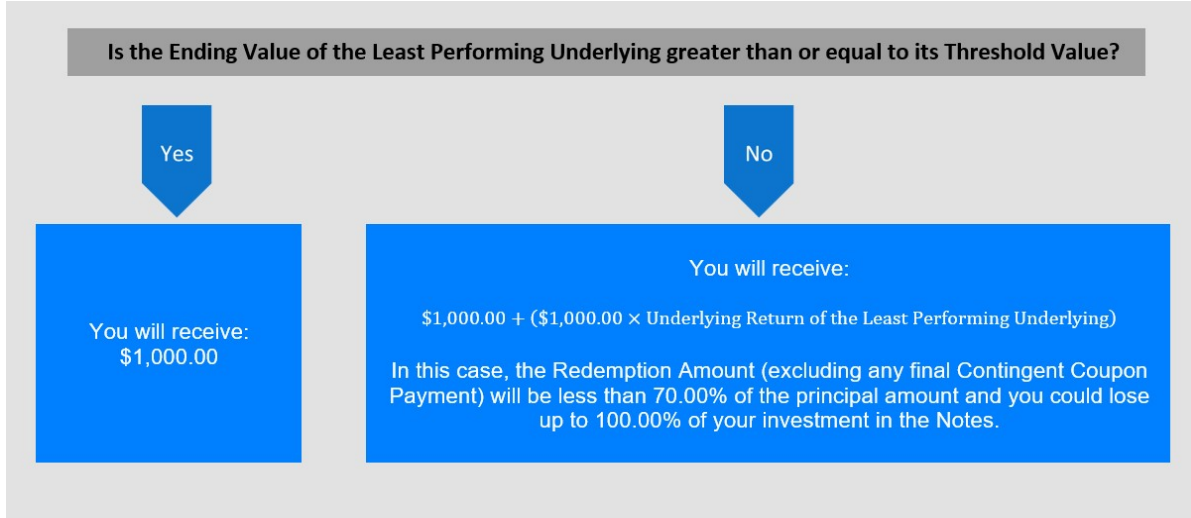 Is the Ending Value of the Least Performing Underlying greater than or equal to its Threshold Value?
Yes
No
You will receive:
$1,000.00
You will receive:
$1,000.00 + ($1,000.00 × Underlying Return of the Least Performing Underlying)
In this case, the Redemption Amount (excluding any final Contingent Coupon
Payment) will be less than 70.00% of the principal amount and you could lose
up to 100.00% of your investment in the Notes.